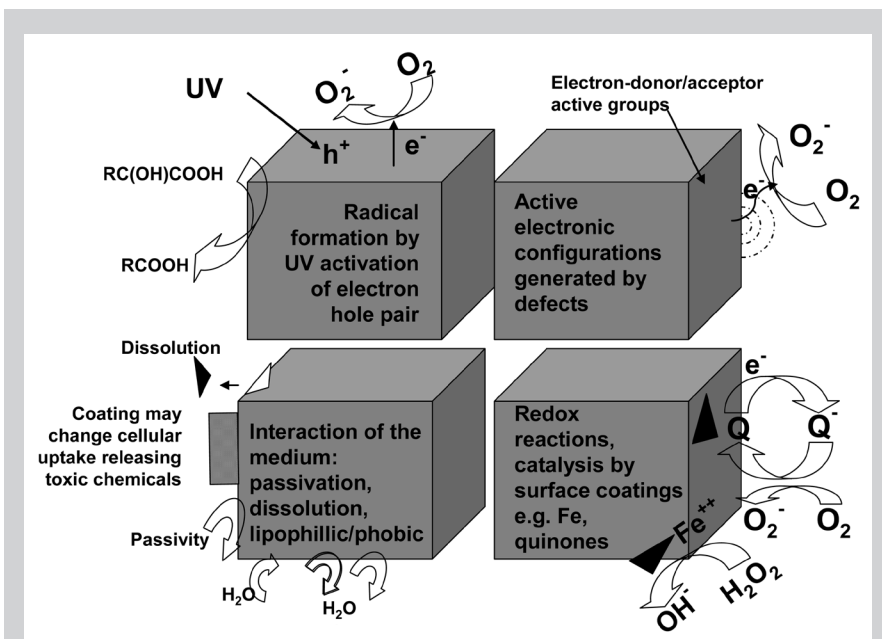 UV
O₂⁻
O₂
h⁺
e⁻
RC(OH)COOH
RCOOH
Radical
formation by
UV activation
of electron
hole pair
Electron-donor/acceptor
active groups
Active
electronic
configurations
generated by
defects
e⁻
O₂⁻
O₂
Dissolution
Coating may
change cellular
uptake releasing
toxic chemicals
Passivity
Interaction of the
medium:
passivation,
dissolution,
lipophillic/phobic
H₂O
H₂O
Redox
reactions,
catalysis by
surface coatings
e.g. Fe,
quinones
e⁻
Q
Q⁻
O₂⁻
O₂
Fe⁺⁺
H₂O₂
OH⁻